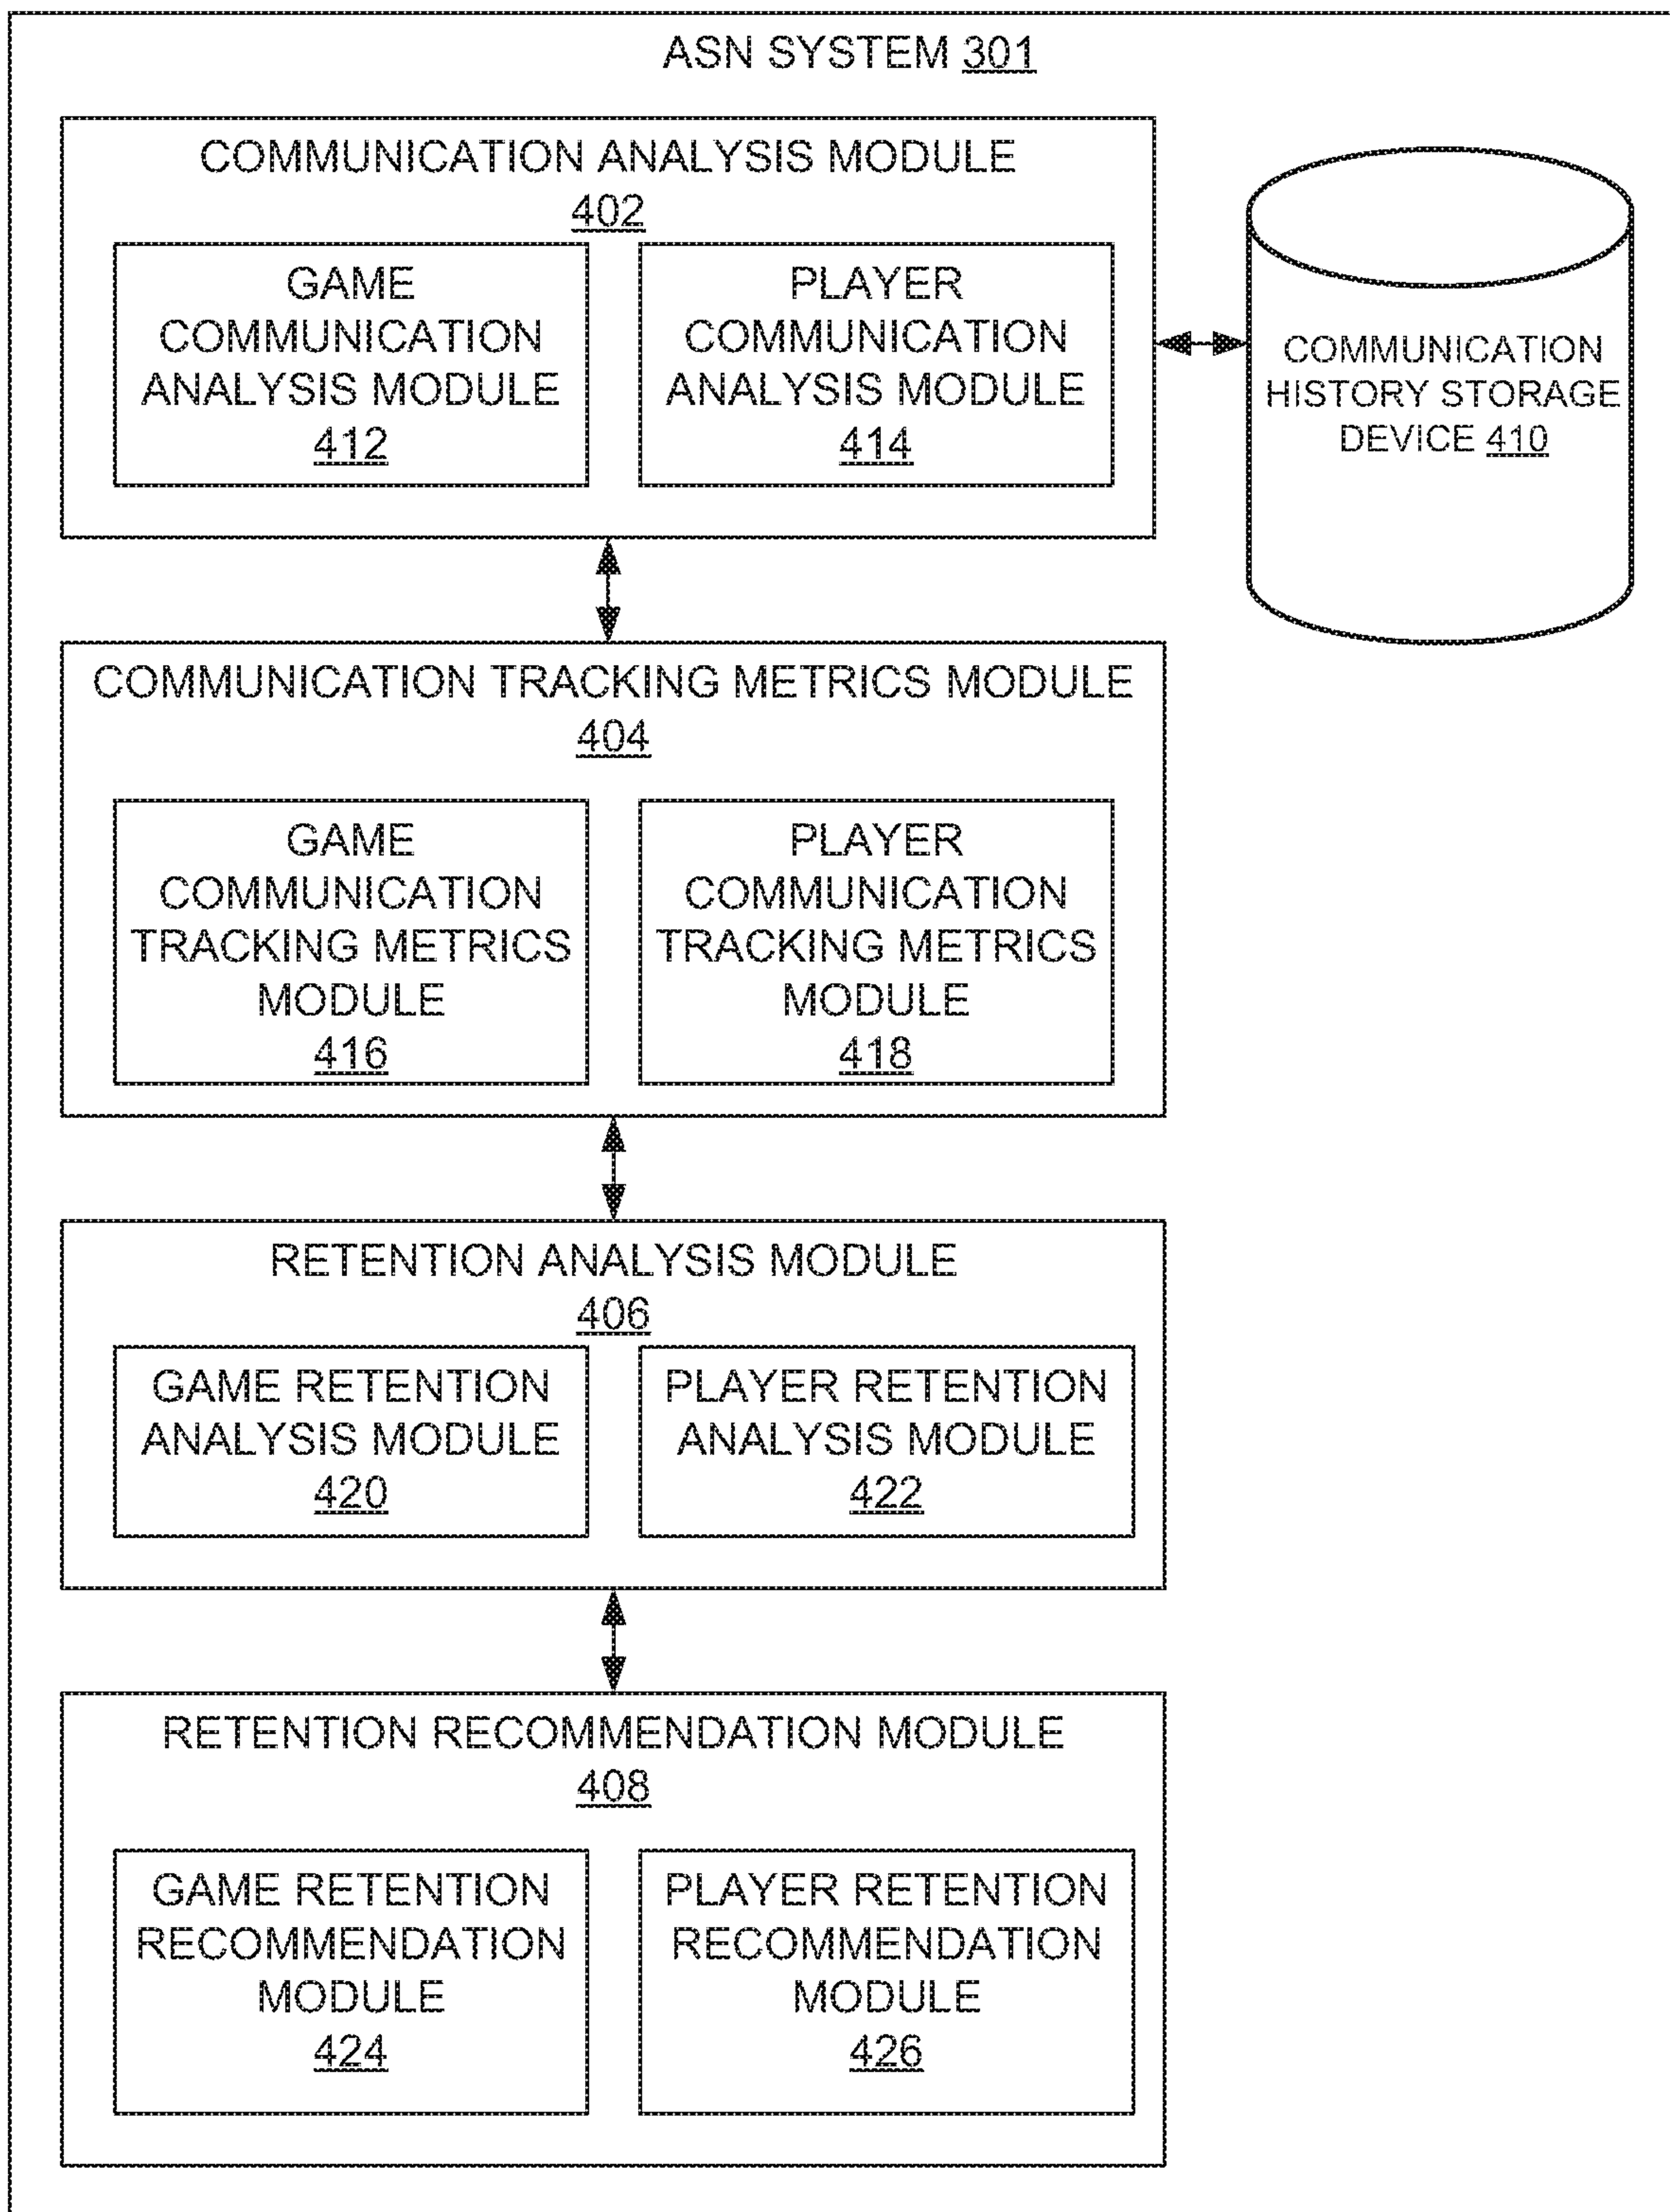 ASN SYSTEM 301
COMMUNICATION ANALYSIS MODULE
402
GAME
COMMUNICATION
ANALYSIS MODULE
412
PLAYER
COMMUNICATION
ANALYSIS MODULE
414
COMMUNICATION
HISTORY STORAGE
DEVICE 410
COMMUNICATION TRACKING METRICS MODULE
404
GAME
COMMUNICATION
TRACKING METRICS
MODULE
416
PLAYER
COMMUNICATION
TRACKING METRICS
MODULE
418
RETENTION ANALYSIS MODULE
406
GAME RETENTION
ANALYSIS MODULE
420
PLAYER RETENTION
ANALYSIS MODULE
422
RETENTION RECOMMENDATION MODULE
408
GAME RETENTION
RECOMMENDATION
MODULE
424
PLAYER RETENTION
RECOMMENDATION
MODULE
426